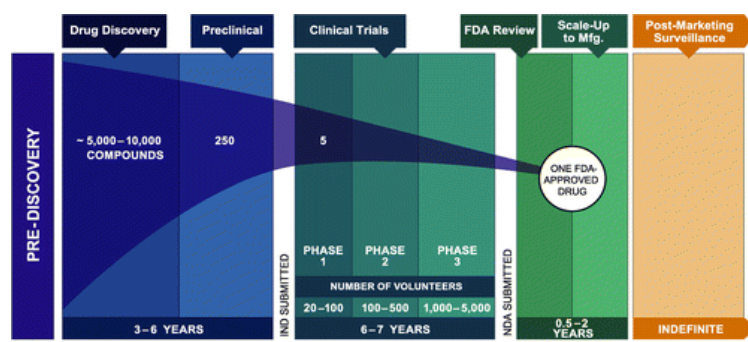 Drug Discovery
Preclinical
Clinical Trials
FDA Review
Scale-Up
to Mfg.
Post-Marketing
Surveillance
PRE-DISCOVERY
~ 5,000–10,000
COMPOUNDS
250
5
ONE FDA-
APPROVED
DRUG
IND SUBMITTED
PHASE
1
PHASE
2
PHASE
3
NUMBER OF VOLUNTEERS
20–100
100–500
1,000–5,000
NDA SUBMITTED
3–6 YEARS
6–7 YEARS
0.5–2
YEARS
INDEFINITE